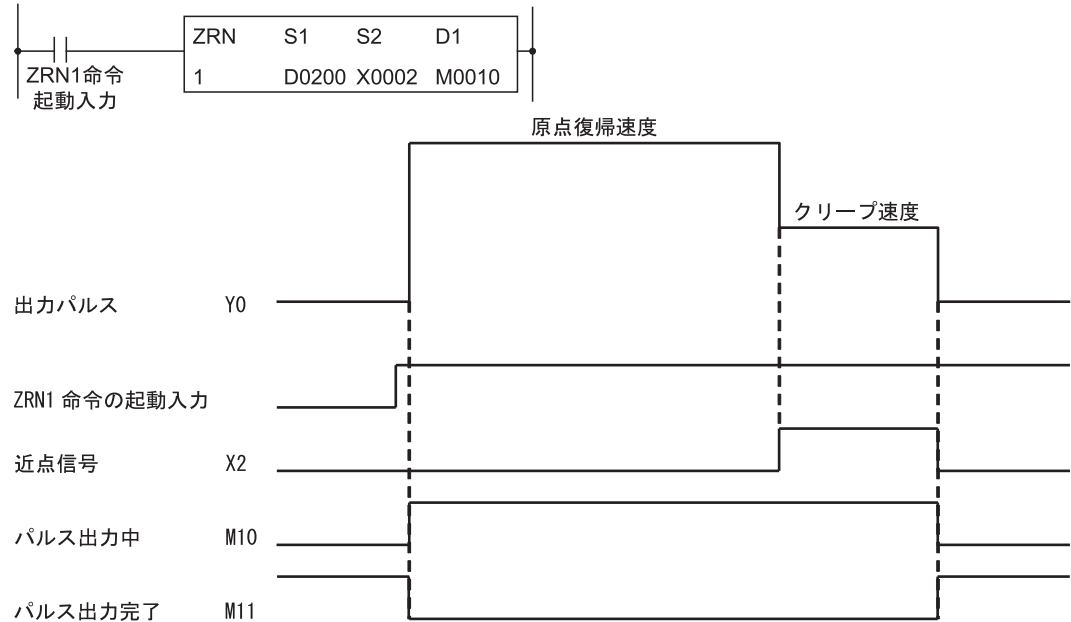 ZRN S1 S2 D1
1 D0200 X0002 M0010
ZRN1命令
起動入力
原点復帰速度
クリープ速度
出力パルス Y0
ZRN1 命令の起動入力
近点信号 X2
パルス出力中 M10
パルス出力完了 M11